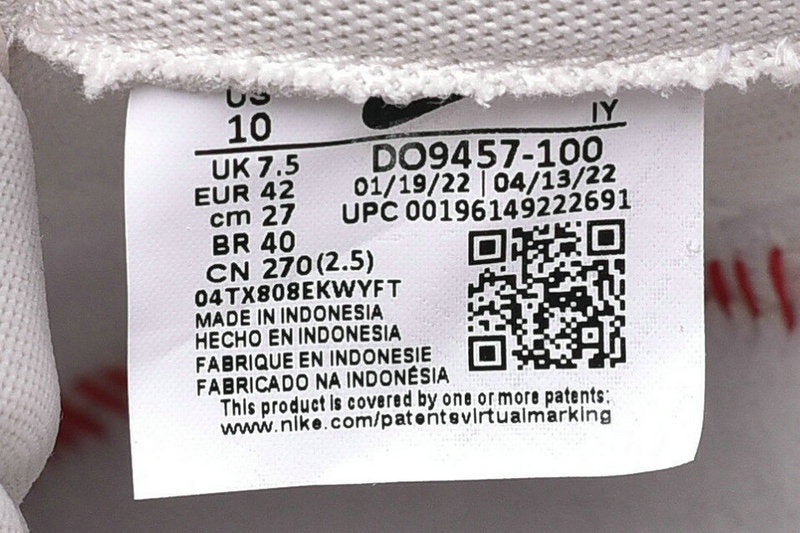 US
10
IY
UK 7.5
EUR 42
cm 27
BR 40
CN 270(2.5)
DO9457-100
01/19/22 | 04/13/22
UPC 00196149222691
04TX808EKWYFT
MADE IN INDONESIA
HECHO EN INDONESIA
FABRIQUE EN INDONESIE
FABRICADO NA INDONÉSIA
This product is covered by one or more patents:
www.nike.com/patentsvirtualmarking